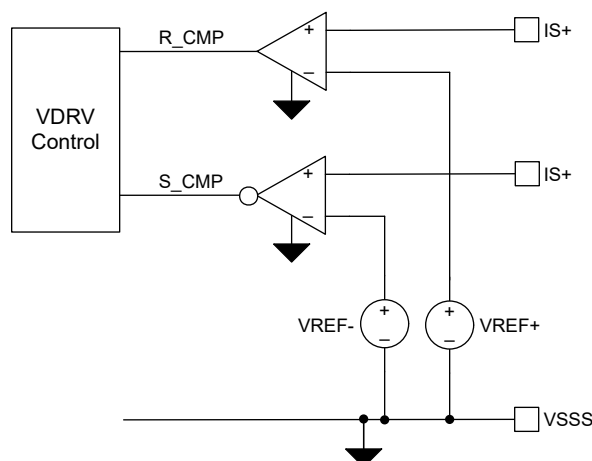 R_CMP
+
IS+
–
VDRV
Control
S_CMP
+
IS+
–
VREF-
+
–
+
–
VREF+
VSSS